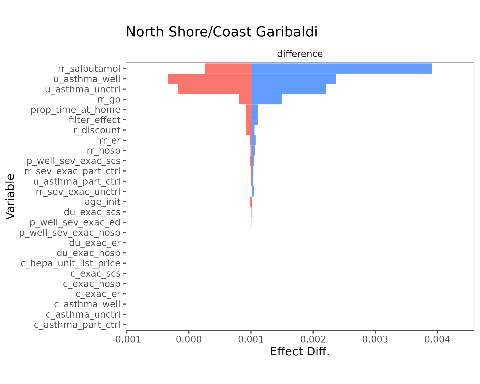 North Shore/Coast Garibaldi
difference
rr_salbutamol
u_asthma_well
u_asthma_unctrl
rr_gp
prop_time_at_home
filter_effect
r_discount
rr_er
rr_hosp
p_well_sev_exac_scs
rr_sev_exac_part_ctrl
u_asthma_part_ctrl
rr_sev_exac_unctrl
age_init
du_exac_scs
p_well_sev_exac_ed
p_well_sev_exac_hosp
du_exac_er
du_exac_hosp
c_hepa_unit_list_price
c_exac_scs
c_exac_hosp
c_exac_er
c_asthma_well
c_asthma_unctrl
c_asthma_part_ctrl
Variable
-0.001 0.000 0.001 0.002 0.003 0.004
Effect Diff.